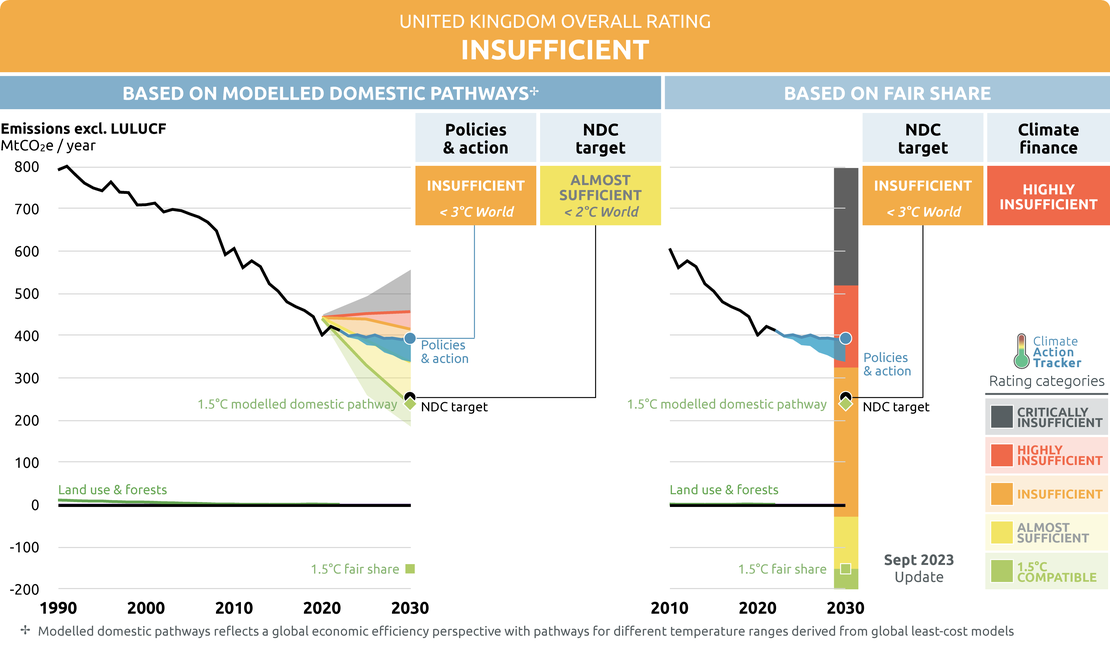 UNITED KINGDOM OVERALL RATING
INSUFFICIENT
BASED ON MODELLED DOMESTIC PATHWAYS✢
BASED ON FAIR SHARE
Emissions excl. LULUCF
MtCO₂e / year
Policies
& action
NDC
target
NDC
target
Climate
finance
INSUFFICIENT
< 3°C World
ALMOST
SUFFICIENT
< 2°C World
INSUFFICIENT
< 3°C World
HIGHLY
INSUFFICIENT
800
700
600
500
400
300
200
100
0
-100
-200
Policies
& action
1.5°C modelled domestic pathway
NDC target
Land use & forests
1.5°C fair share
1990
2000
2010
2020
2030
Policies
& action
1.5°C modelled domestic pathway
NDC target
Land use & forests
1.5°C fair share
2010
2020
2030
Climate
Action
Tracker
Rating categories
CRITICALLY
INSUFFICIENT
HIGHLY
INSUFFICIENT
INSUFFICIENT
ALMOST
SUFFICIENT
1.5°C
COMPATIBLE
Sept 2023
Update
✢ Modelled domestic pathways reflects a global economic efficiency perspective with pathways for different temperature ranges derived from global least-cost models